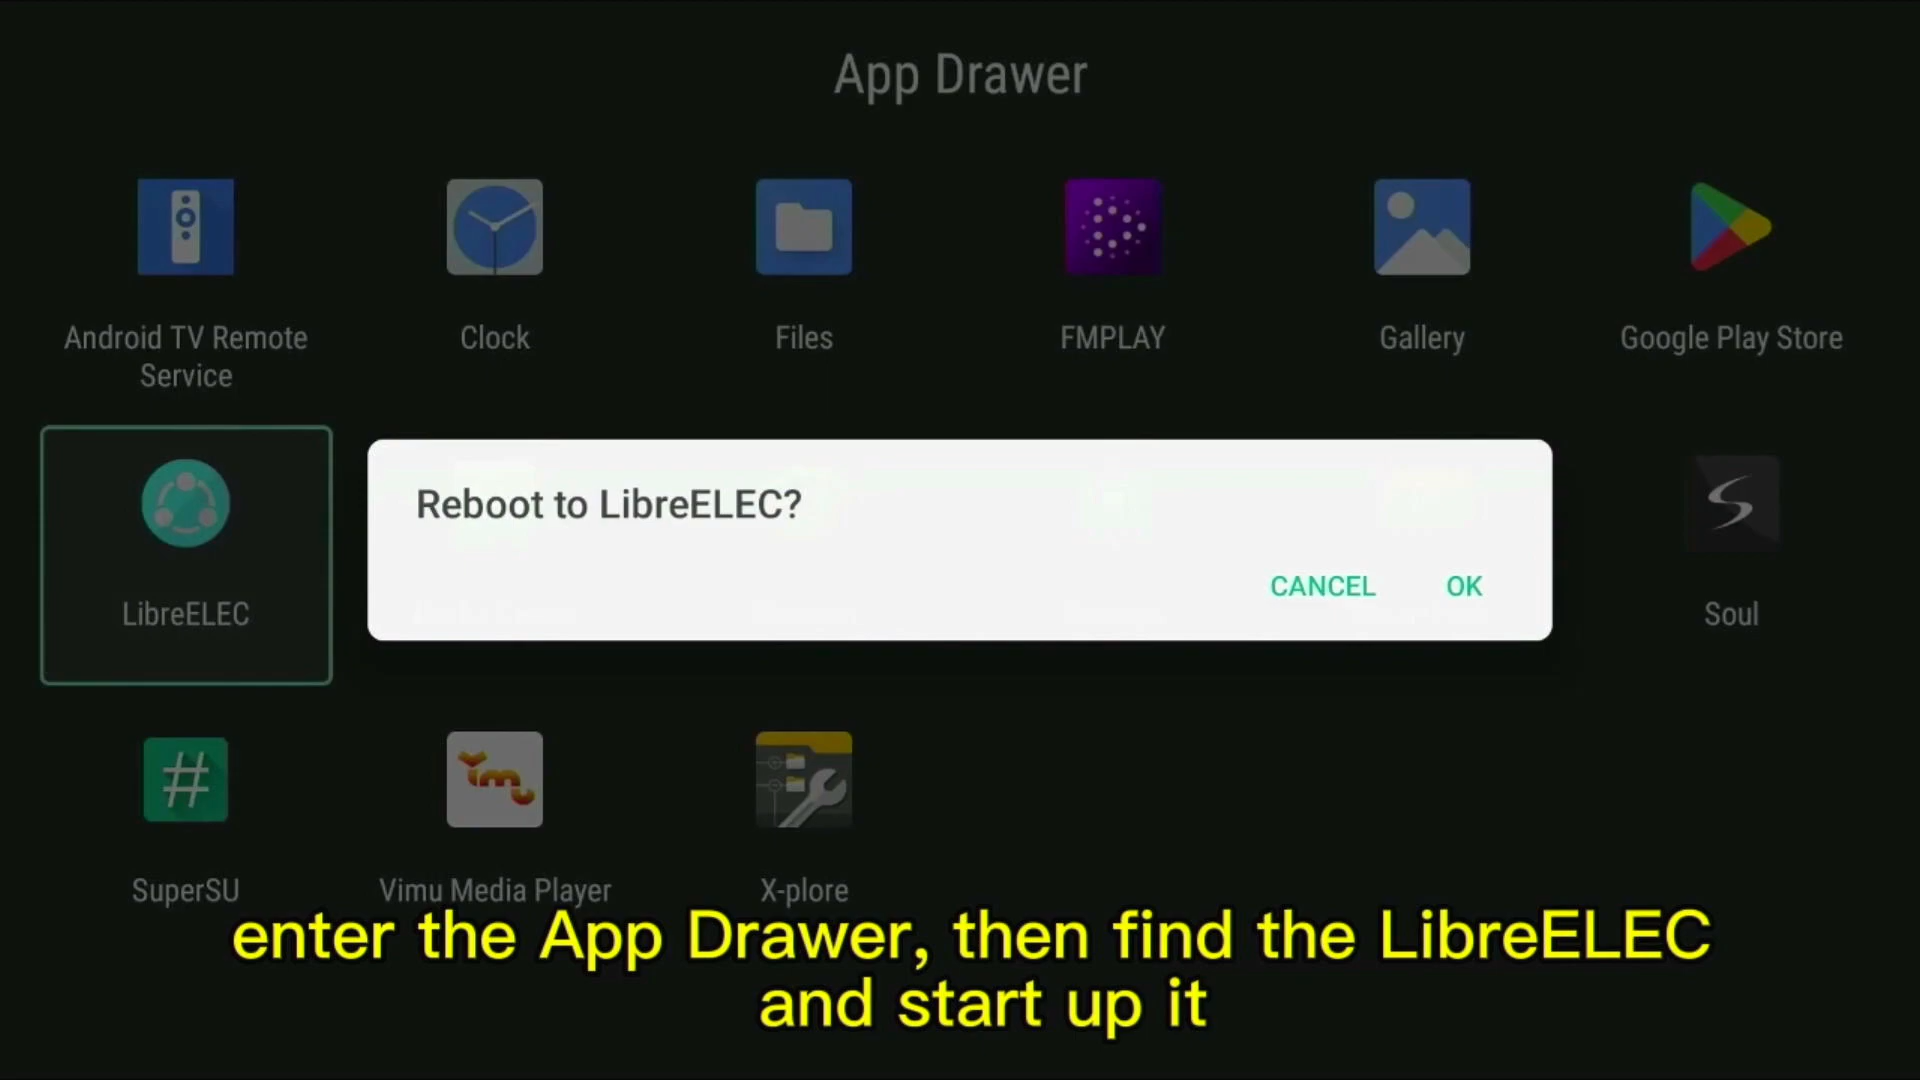 App Drawer
Android TV Remote
Service
Clock
Files
FMPLAY
Gallery
Google Play Store
LibreELEC
Reboot to LibreELEC?
CANCEL
OK
Soul
SuperSU
Vimu Media Player
X-plore
enter the App Drawer, then find the LibreELEC
and start up it